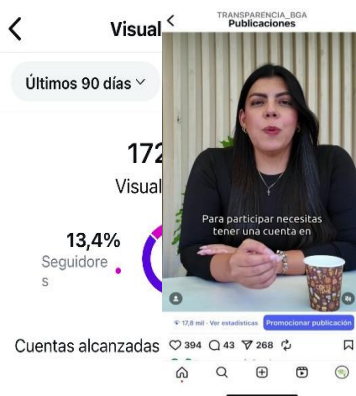 Visual
Últimos 90 días
172
Visual
13,4%
Seguidore
s
Cuentas alcanzadas
TRANSPARENCIA_BGA
Publicaciones
Para participar necesitas
tener una cuenta en
17,8 mil · Ver estadísticas
Promocionar publicación
394 43 268